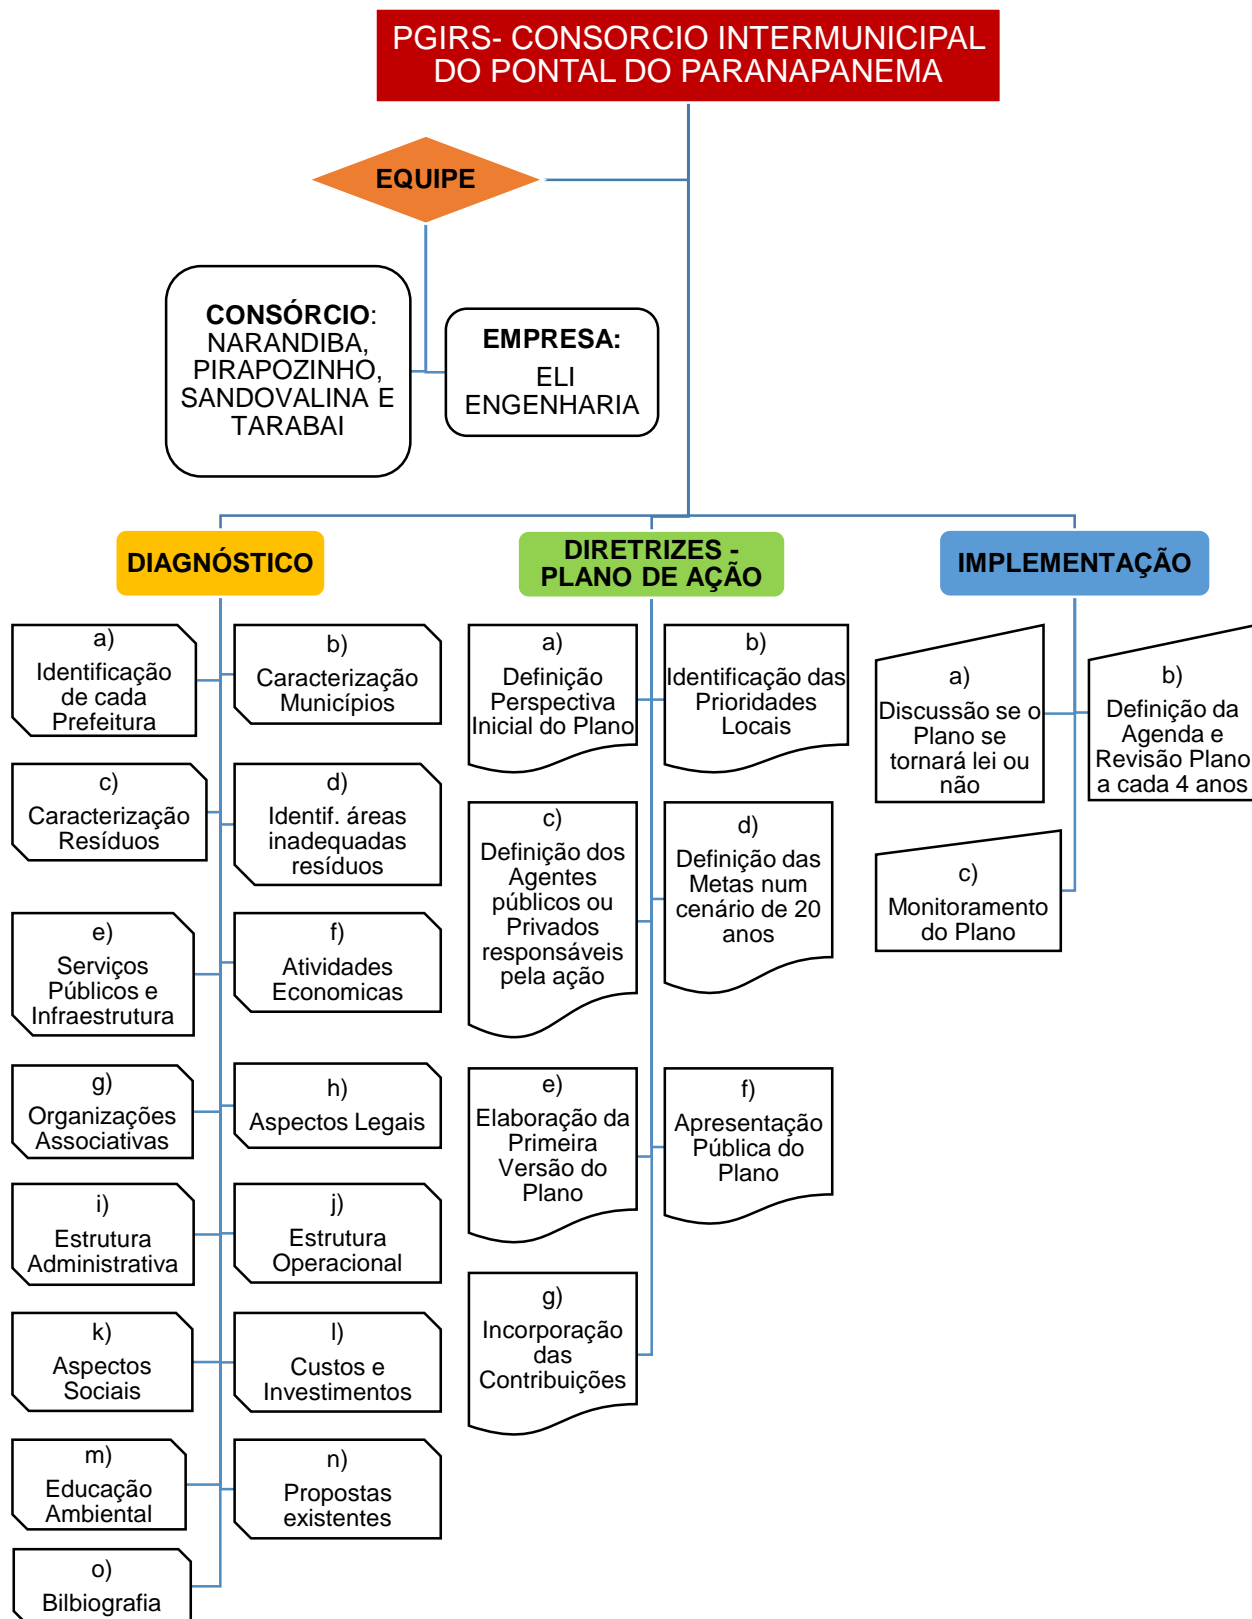 PGIRS- CONSORCIO INTERMUNICIPAL
DO PONTAL DO PARANAPANEMA
EQUIPE
CONSÓRCIO:
NARANDIBA,
PIRAPOZINHO,
SANDOVALINA E
TARABAI
EMPRESA:
ELI
ENGENHARIA
DIAGNÓSTICO
a)
Identificação
de cada
Prefeitura
b)
Caracterização
Municípios
c)
Caracterização
Resíduos
d)
Identif. áreas
inadequadas
resíduos
e)
Serviços
Públicos e
Infraestrutura
f)
Atividades
Economicas
g)
Organizações
Associativas
h)
Aspectos Legais
i)
Estrutura
Administrativa
j)
Estrutura
Operacional
k)
Aspectos
Sociais
l)
Custos e
Investimentos
m)
Educação
Ambiental
n)
Propostas
existentes
o)
Bilbiografia
DIRETRIZES -
PLANO DE AÇÃO
a)
Definição
Perspectiva
Inicial do Plano
b)
Identificação das
Prioridades
Locais
c)
Definição dos
Agentes
públicos ou
Privados
responsáveis
pela ação
d)
Definição das
Metas num
cenário de 20
anos
e)
Elaboração da
Primeira
Versão do
Plano
f)
Apresentação
Pública do
Plano
g)
Incorporação
das
Contribuições
IMPLEMENTAÇÃO
a)
Discussão se o
Plano se
tornará lei ou
não
b)
Definição da
Agenda e
Revisão Plano
a cada 4 anos
c)
Monitoramento
do Plano